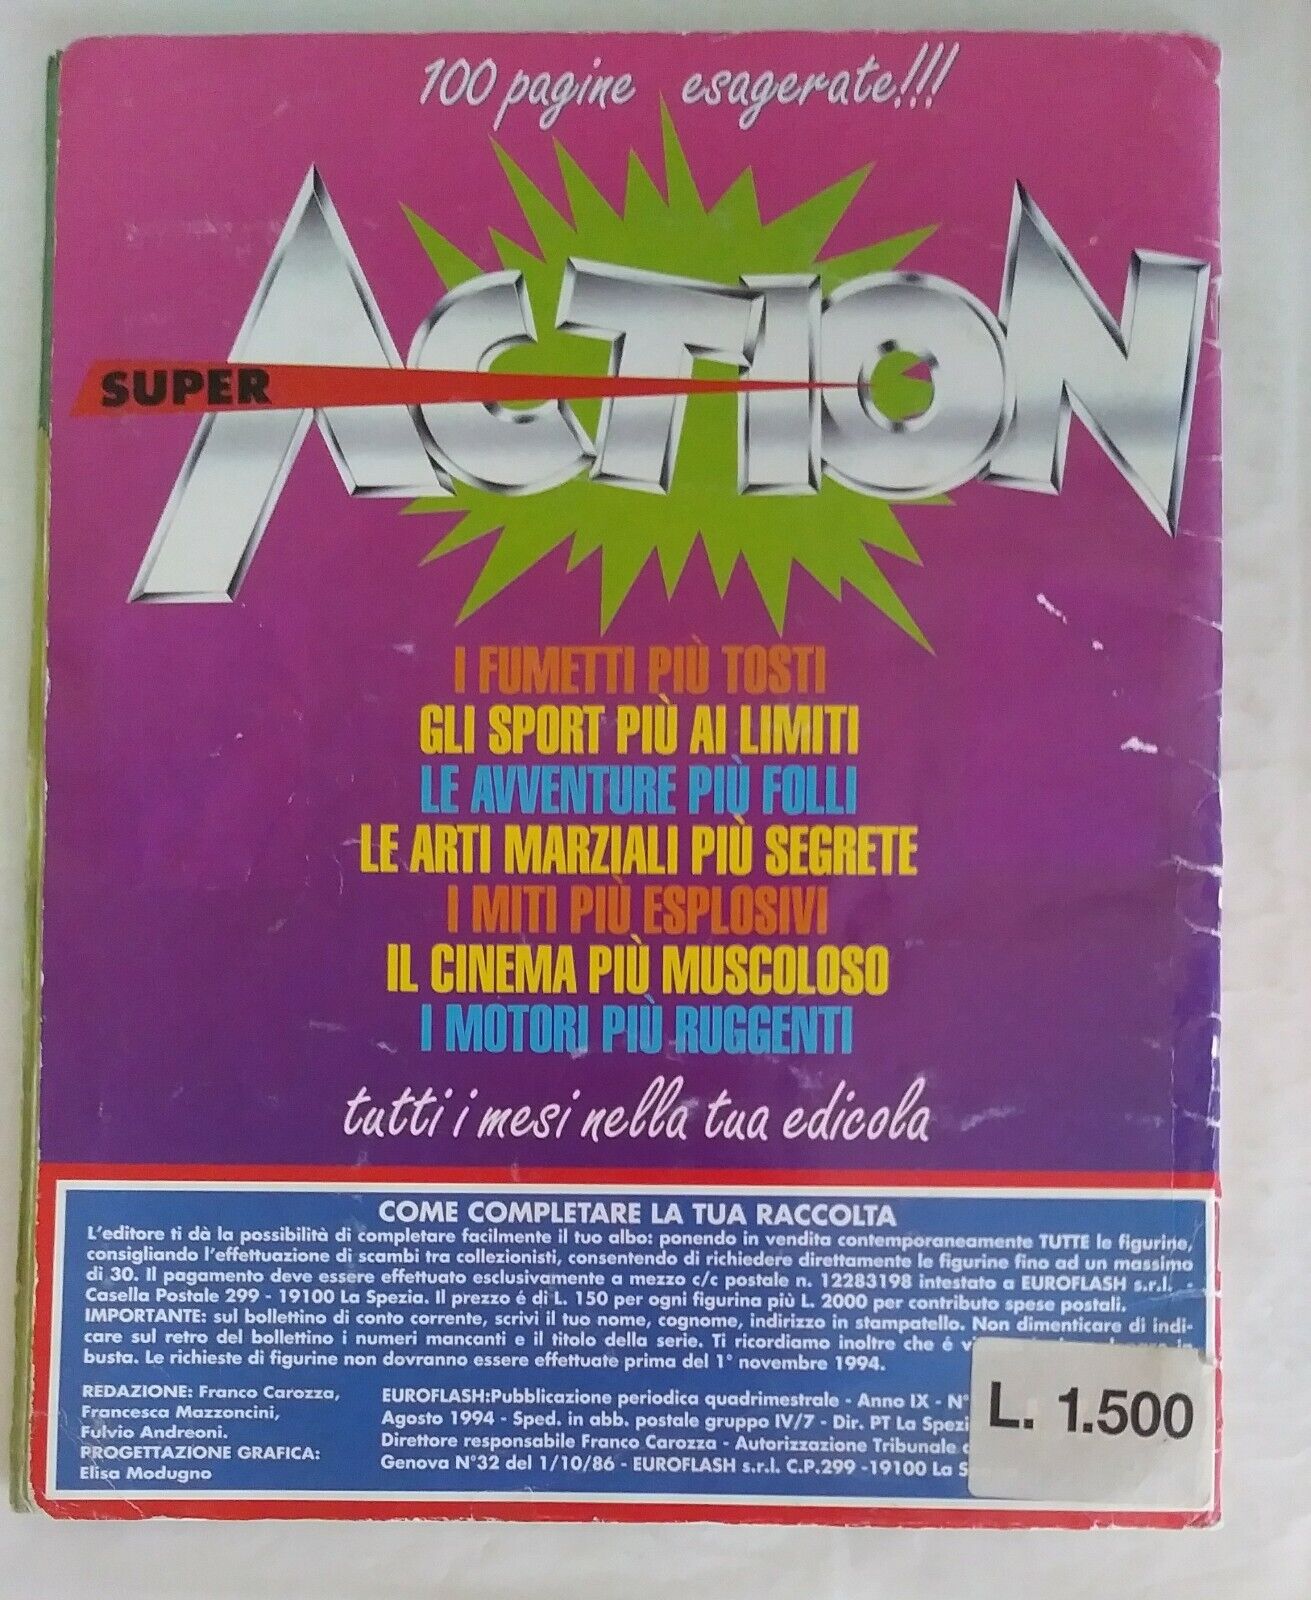 100 pagine esagerate!!!
SUPER ACTION
I FUMETTI PIÙ TOSTI
GLI SPORT PIÙ AI LIMITI
LE AVVENTURE PIÙ FOLLI
LE ARTI MARZIALI PIÙ SEGRETE
I MITI PIÙ ESPLOSIVI
IL CINEMA PIÙ MUSCOLOSO
I MOTORI PIÙ RUGGENTI
tutti i mesi nella tua edicola
COME COMPLETARE LA TUA RACCOLTA
L'editore ti dà la possibilità di completare facilmente il tuo albo: ponendo in vendita contemporaneamente TUTTE le figurine,
consigliando l'effettuazione di scambi tra collezionisti, consentendo di richiedere direttamente le figurine fino ad un massimo
di 30. Il pagamento deve essere effettuato esclusivamente a mezzo c/c postale n. 12283198 intestato a EUROFLASH s.r.l. -
Casella Postale 299 - 19100 La Spezia. Il prezzo é di L. 150 per ogni figurina più L. 2000 per contributo spese postali.
IMPORTANTE: sul bollettino di conto corrente, scrivi il tuo nome, cognome, indirizzo in stampatello. Non dimenticare di indi-
care sul retro del bollettino i numeri mancanti e il titolo della serie. Ti ricordiamo inoltre che é
busta. Le richieste di figurine non dovranno essere effettuate prima del 1° novembre 1994.
REDAZIONE: Franco Carozza,
Francesca Mazzoncini,
Fulvio Andreoni.
PROGETTAZIONE GRAFICA:
Elisa Modugno
EUROFLASH:Pubblicazione periodica quadrimestrale - Anno IX - N°
Agosto 1994 - Sped. in abb. postale gruppo IV/7 - Dir. PT La Spezi
Direttore responsabile Franco Carozza - Autorizzazione Tribunale
Genova N°32 del 1/10/86 - EUROFLASH s.r.l. C.P.299 -19100 La S
L. 1.500